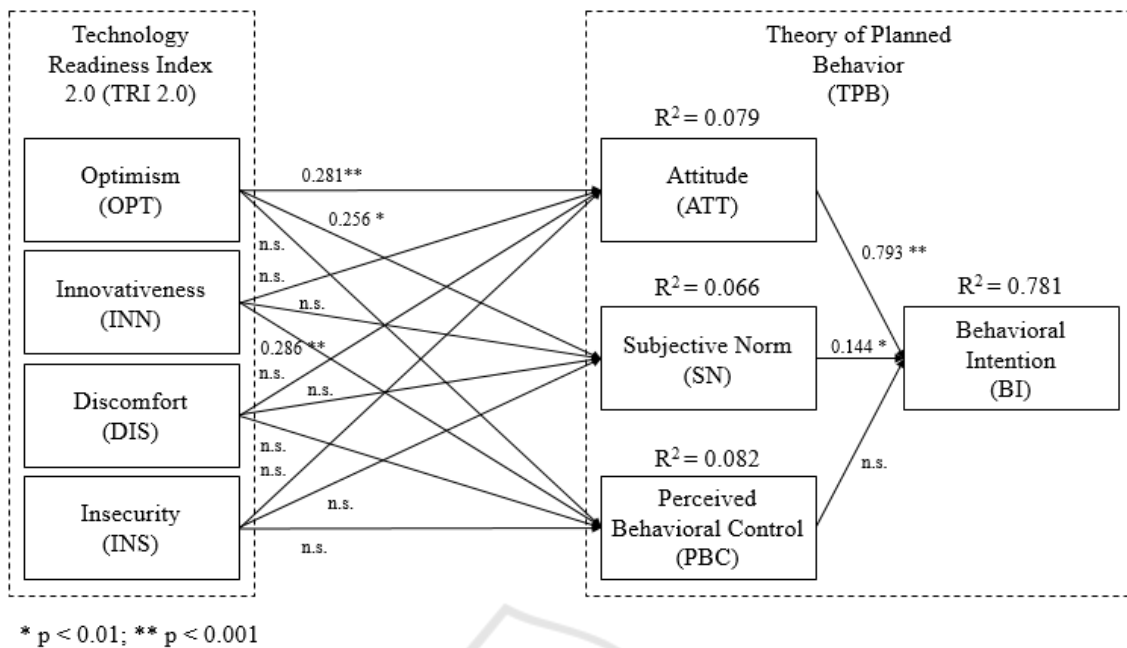 Technology
Readiness Index
2.0 (TRI 2.0)
Theory of Planned
Behavior
(TPB)
R² = 0.079
Optimism
(OPT)
0.281**
0.256 *
Attitude
(ATT)
n.s.
n.s.
0.793 **
Innovativeness
(INN)
n.s.
R² = 0.066
R² = 0.781
0.286 **
Subjective Norm
(SN)
0.144 *
Behavioral
Intention
(BI)
n.s.
n.s.
Discomfort
(DIS)
n.s.
n.s.
R² = 0.082
n.s.
Insecurity
(INS)
n.s.
n.s.
Perceived
Behavioral Control
(PBC)
* p < 0.01; ** p < 0.001